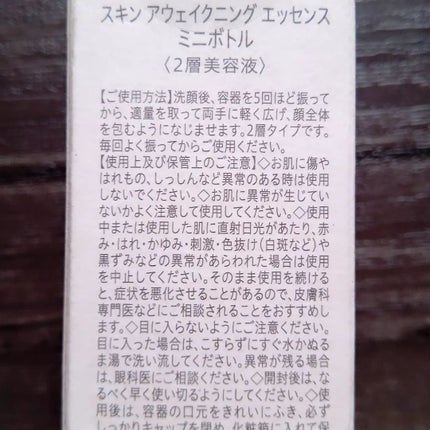 スキン アウェイクニング エッセンス
ミニボトル
〈2層美容液〉
【ご使用方法】洗顔後、容器を5回ほど振って
から、適量を取って両手に軽く広げ、顔全体
を包むようになじませます。2層タイプです。
毎回よく振ってからご使用ください。
【使用上及び保管上のご注意】◇お肌に傷や
はれもの、しっしんなど異常のある時は使用
しないでください。◇お肌に異常が生じてい
ないかよく注意して使用してください。◇使用
中または使用した肌に直射日光があたり、赤
み・はれ・かゆみ・刺激・色抜け(白斑など)や
黒ずみなどの異常があらわれた場合は使用
を中止してください。そのまま使用を続ける
と、症状を悪化させることがあるので、皮膚科
専門医などにご相談されることをおすすめし
ます。◇目に入らないようにご注意ください。
目に入った場合は、こすらずにすぐ水かぬる
ま湯で洗い流してください。異常が残る場合
は、眼科医にご相談ください。◇開封後は、な
るべく早く使い切るようにしてください。◇
使用後は、容器の口元をきれいにふき、必ず
しっかりキャップを閉め、化粧箱に入れて保